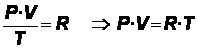 P·V/T = R ⇒ P·V = R·T